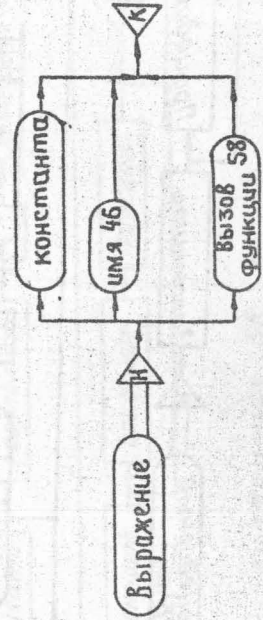 Выражение
Н
константа
имя 46
вызов
функции 58
К